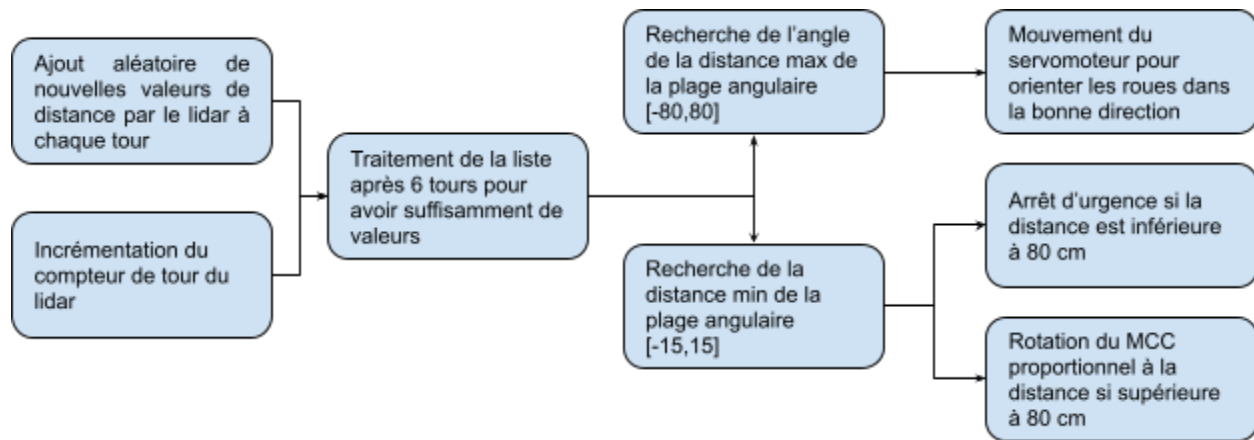 Ajout aléatoire de
nouvelles valeurs de
distance par le lidar à
chaque tour
Incrémentation du
compteur de tour du
lidar
Traitement de la liste
après 6 tours pour
avoir suffisamment de
valeurs
Recherche de l'angle
de la distance max de
la plage angulaire
[-80,80]
Recherche de la
distance min de la
plage angulaire
[-15,15]
Mouvement du
servomoteur pour
orienter les roues dans
la bonne direction
Arrêt d'urgence si la
distance est inférieure
à 80 cm
Rotation du MCC
proportionnel à la
distance si supérieure
à 80 cm